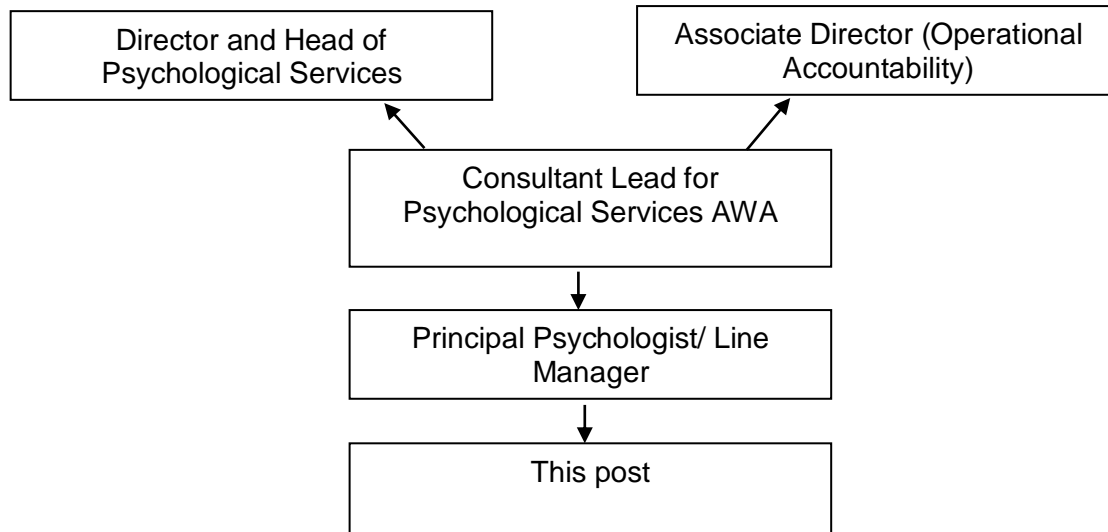 Director and Head of
Psychological Services
Associate Director (Operational
Accountability)
Consultant Lead for
Psychological Services AWA
Principal Psychologist/ Line
Manager
This post